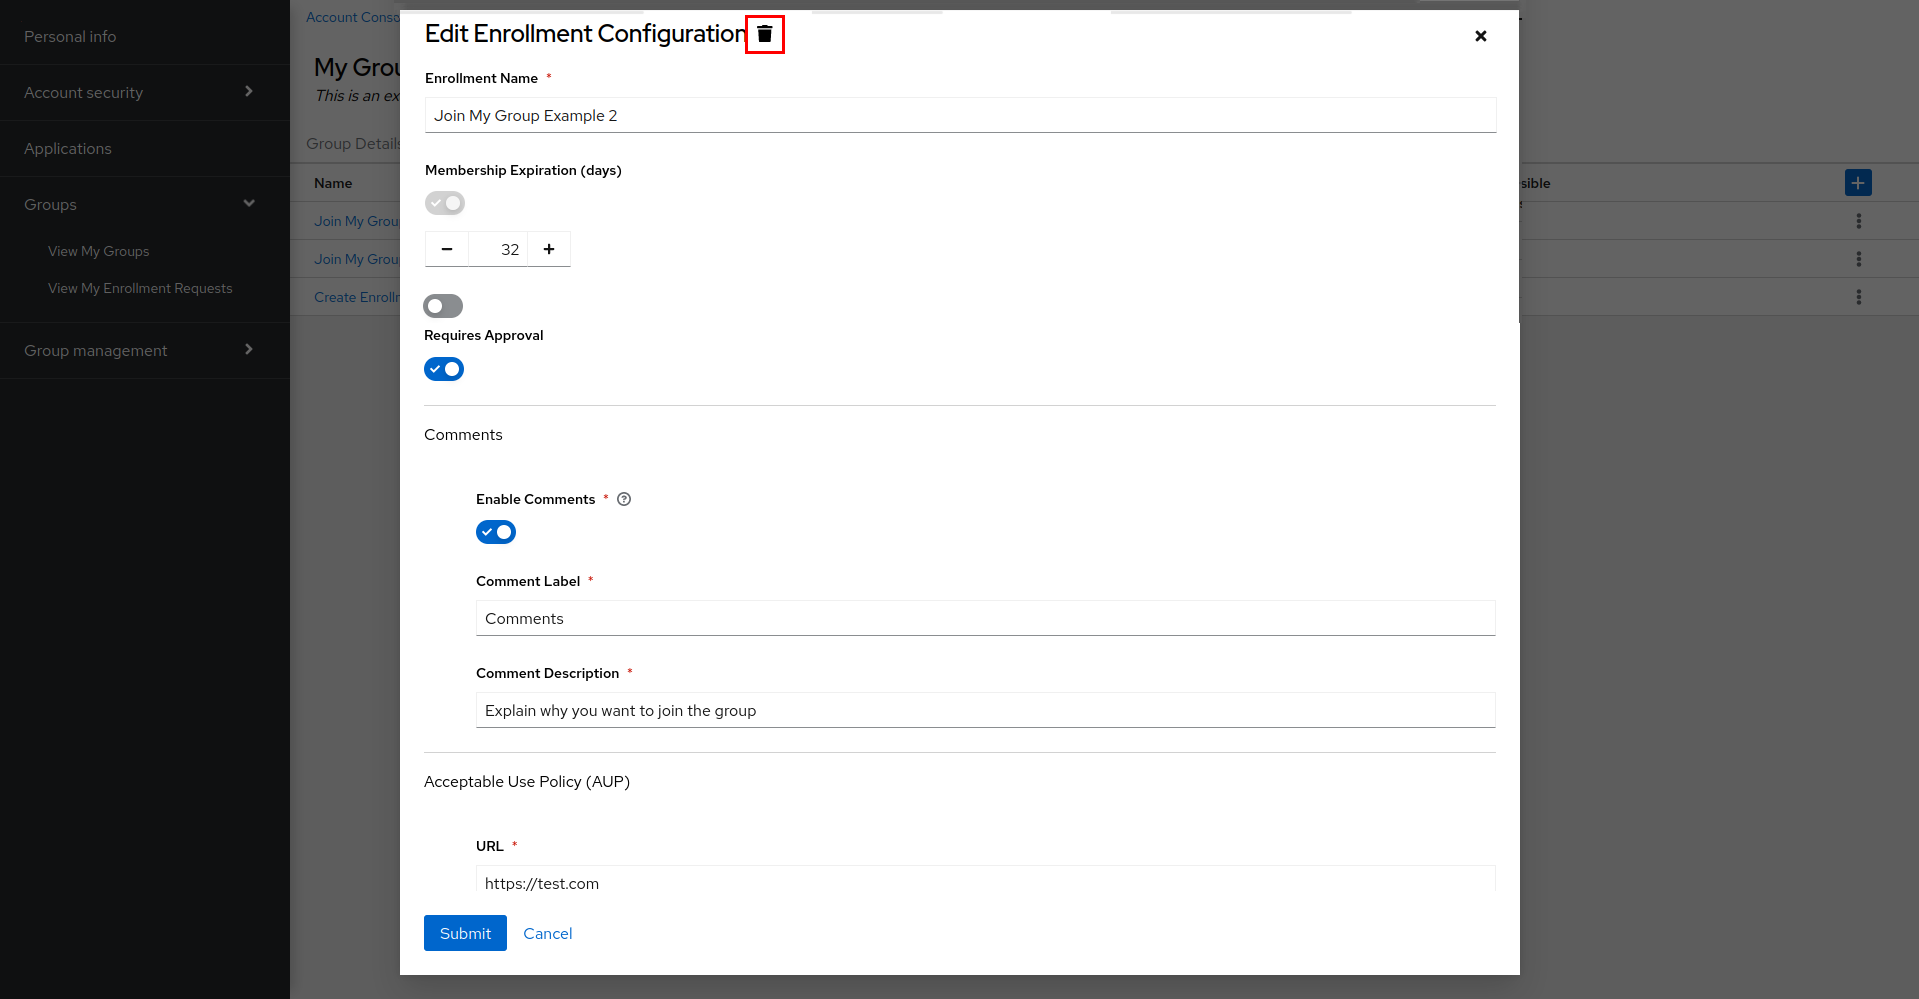 Personal info
Account security
Applications
Groups
View My Groups
View My Enrollment Requests
Group management
Account Conso
My Grou
This is an ex
Group Details
Name
sible
Join My Grou
Join My Grou
Create Enrollm
Edit Enrollment Configuration
Enrollment Name *
Join My Group Example 2
Membership Expiration (days)
32
Requires Approval
Comments
Enable Comments *
Comment Label *
Comments
Comment Description *
Explain why you want to join the group
Acceptable Use Policy (AUP)
URL *
https://test.com
Submit
Cancel